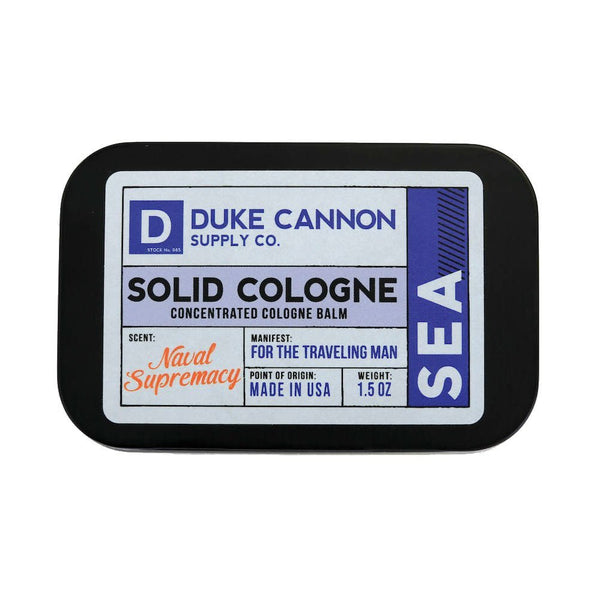 D
STOCK No. 085
DUKE CANNON
SUPPLY CO.
SOLID COLOGNE
CONCENTRATED COLOGNE BALM
SCENT:
Naval
Supremacy
MANIFEST:
FOR THE TRAVELING MAN
POINT OF ORIGIN:
MADE IN USA
WEIGHT:
1.5 OZ
SEA